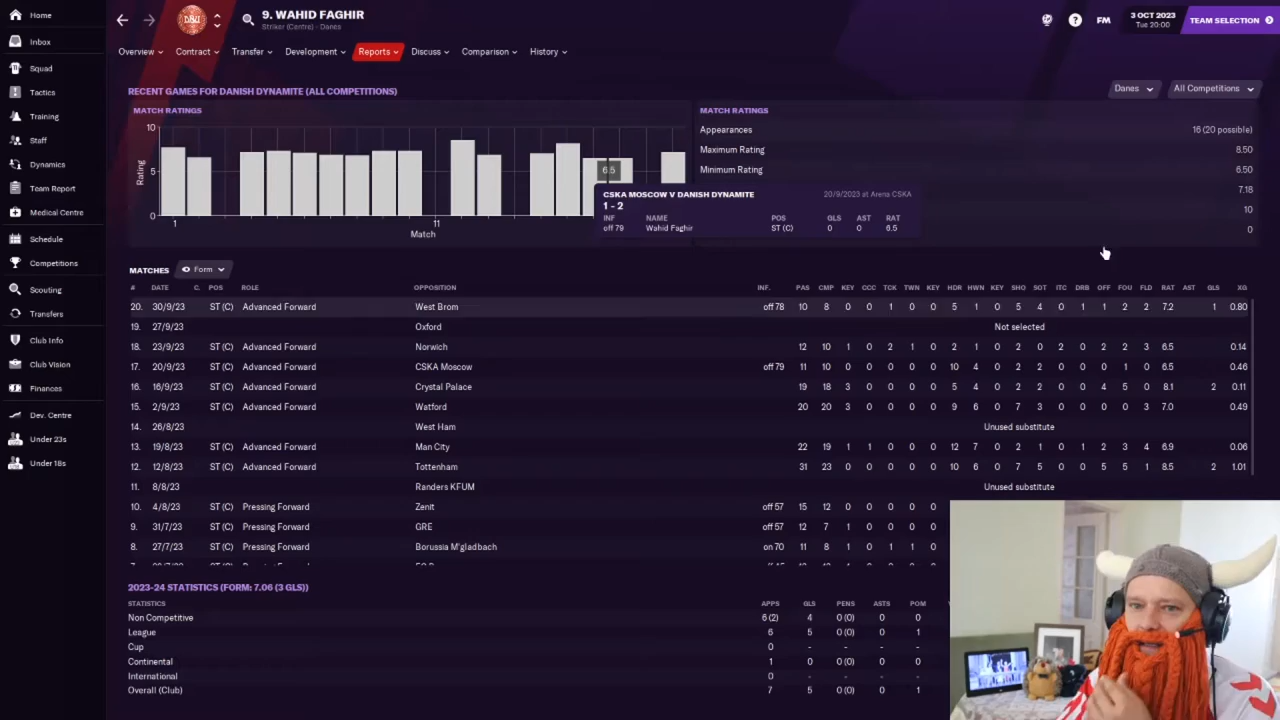 Home
9. WAHID FAGHIR
Striker (Centre) - Danes
FM
3 OCT 2023
Tue 20:00
TEAM SELECTION
Inbox
Overview
Contract
Transfer
Development
Reports
Discuss
Comparison
History
Squad
Tactics
Training
Staff
Dynamics
Team Report
Medical Centre
Schedule
Competitions
Scouting
Transfers
Club Info
Club Vision
Finances
Dev. Centre
Under 23s
Under 18s
RECENT GAMES FOR DANISH DYNAMITE (ALL COMPETITIONS)
Danes
All Competitions
MATCH RATINGS
10
5
0
Rating
1
11
Match
6.5
MATCH RATINGS
Appearances 16 (20 possible)
Maximum Rating 8.50
Minimum Rating 6.50
7.18
10
0
CSKA MOSCOW V DANISH DYNAMITE 20/9/2023 at Arena CSKA
1 - 2
INF NAME POS GLS AST RAT
off 79 Wahid Faghir ST (C) 0 0 6.5
MATCHES Form
# DATE C. POS ROLE OPPOSITION INF. PAS CMP KEY CCC TCK TWN KEY HDR HWN KEY SHO SOT ITC DRB OFF FOU FLD RAT AST GLS XG
20. 30/9/23 ST (C) Advanced Forward West Brom off 78 10 8 0 0 1 0 0 5 1 0 5 4 0 1 1 2 2 7.2 1 0.80
19. 27/9/23 Oxford Not selected
18. 23/9/23 ST (C) Advanced Forward Norwich 12 10 1 0 2 1 0 2 1 0 2 0 2 0 2 2 3 6.5 0.14
17. 20/9/23 ST (C) Advanced Forward CSKA Moscow off 79 11 10 0 0 0 0 0 10 4 0 2 2 0 0 0 1 0 6.5 0.46
16. 16/9/23 ST (C) Advanced Forward Crystal Palace 19 18 3 0 0 0 0 5 4 0 2 2 0 0 4 5 0 8.1 2 0.11
15. 2/9/23 ST (C) Advanced Forward Watford 20 20 3 0 0 0 0 9 6 0 7 3 0 0 0 0 3 7.0 0.49
14. 26/8/23 West Ham Unused substitute
13. 19/8/23 ST (C) Advanced Forward Man City 22 19 1 1 0 0 0 12 7 0 2 1 0 1 2 3 4 6.9 0.06
12. 12/8/23 ST (C) Advanced Forward Tottenham 31 23 0 0 0 0 0 10 6 0 7 5 0 0 5 5 1 8.5 2 1.01
11. 8/8/23 Randers KFUM Unused substitute
10. 4/8/23 ST (C) Pressing Forward Zenit off 57 15 12 0 0 0 0 0
9. 31/7/23 ST (C) Pressing Forward GRE off 57 12 7 1 0 0 0 0
8. 27/7/23 ST (C) Pressing Forward Borussia M'gladbach on 70 11 8 1 0 1 1 0
2023-24 STATISTICS (FORM: 7.06 (3 GLS))
STATISTICS APPS GLS PENS ASTS POM
Non Competitive 6 (2) 4 0 (0) 0 0
League 6 5 0 (0) 0 1
Cup 0 - - - -
Continental 1 0 0 (0) 0 0
International 0 - - - -
Overall (Club) 7 5 0 (0) 0 1